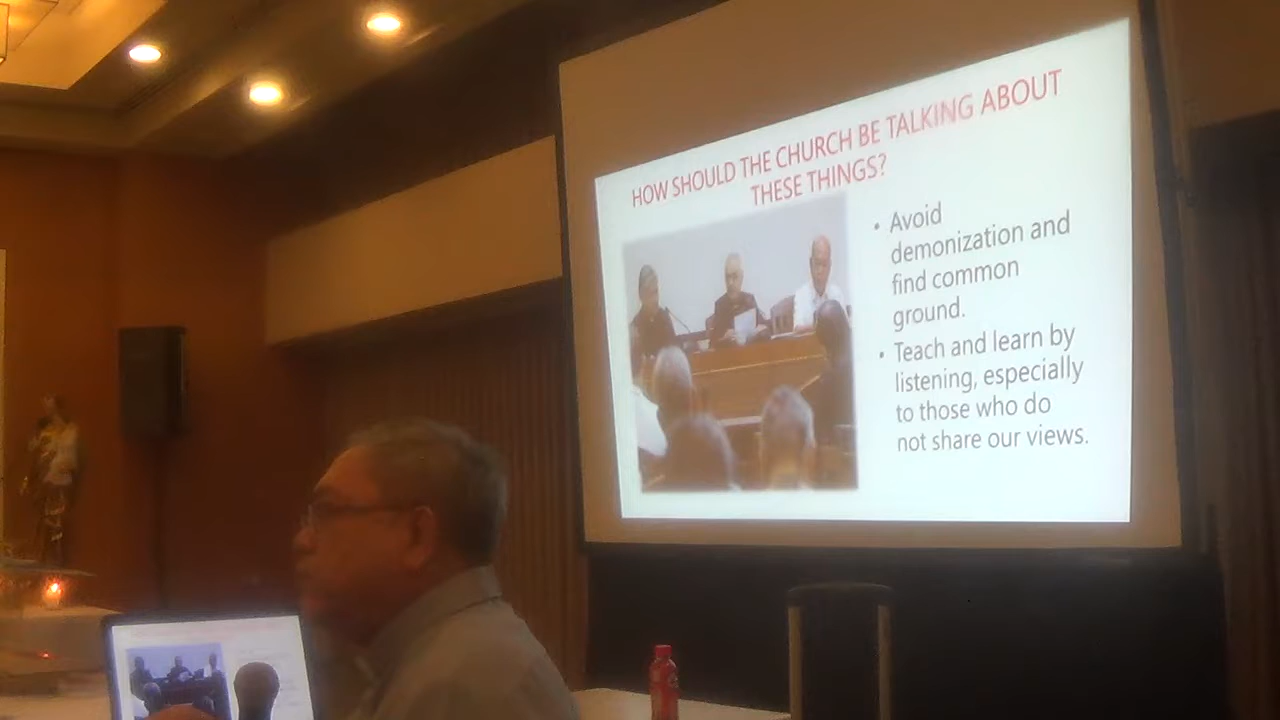 HOW SHOULD THE CHURCH BE TALKING ABOUT
THESE THINGS?
• Avoid
demonization and
find common
ground.
• Teach and learn by
listening, especially
to those who do
not share our views.